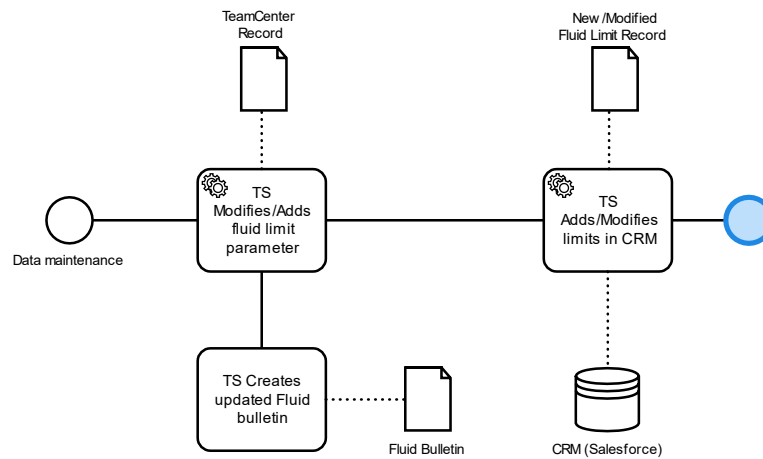 TeamCenter
Record
New /Modified
Fluid Limit Record
TS
Modifies/Adds
fluid limit
parameter
TS
Adds/Modifies
limits in CRM
Data maintenance
TS Creates
updated Fluid
bulletin
Fluid Bulletin
CRM (Salesforce)